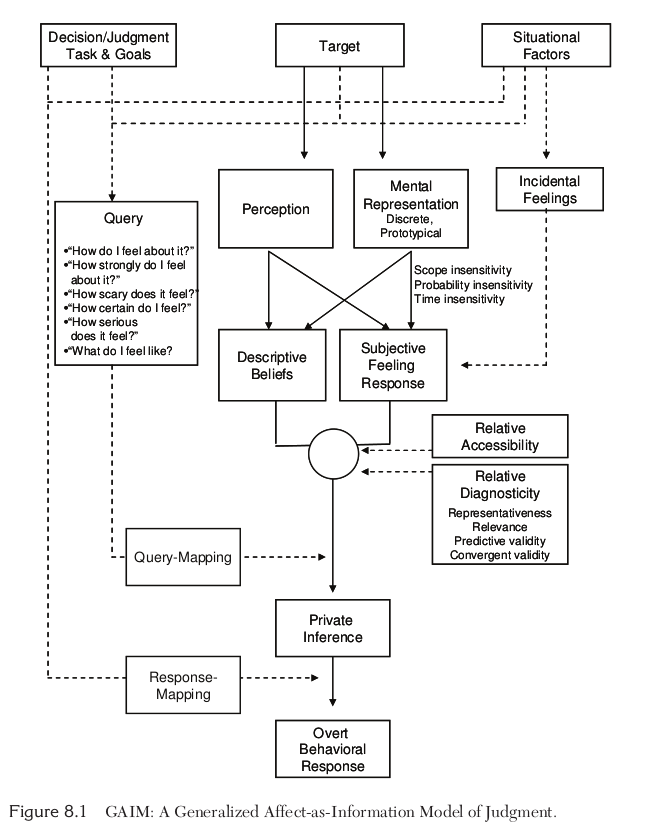 Decision/Judgment
Task & Goals
Target
Situational
Factors
Perception
Mental
Representation
Discrete,
Prototypical
Incidental
Feelings
Query
•“How do I feel about it?”
•“How strongly do I feel
about it?”
•“How scary does it feel?”
•“How certain do I feel?”
•“How serious
does it feel?”
•“What do I feel like?
Scope insensitivity
Probability insensitivity
Time insensitivity
Descriptive
Beliefs
Subjective
Feeling
Response
Relative
Accessibility
Relative
Diagnosticity
Representativeness
Relevance
Predictive validity
Convergent validity
Query-Mapping
Private
Inference
Response-
Mapping
Overt
Behavioral
Response
Figure 8.1 GAIM: A Generalized Affect-as-Information Model of Judgment.